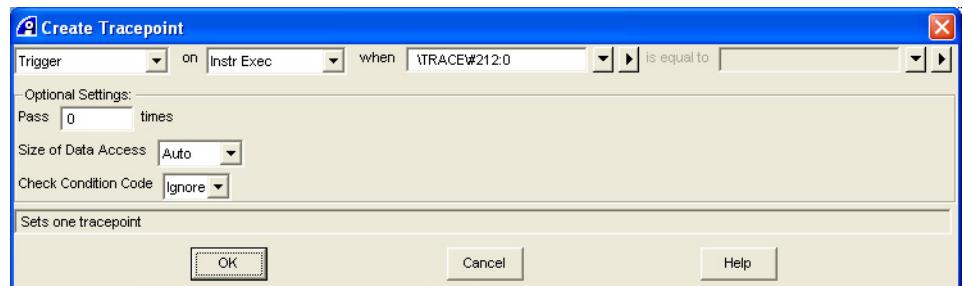 Create Tracepoint
Trigger on Instr Exec when \TRACE\#212:0 is equal to
Optional Settings:
Pass 0 times
Size of Data Access Auto
Check Condition Code Ignore
Sets one tracepoint
OK Cancel Help